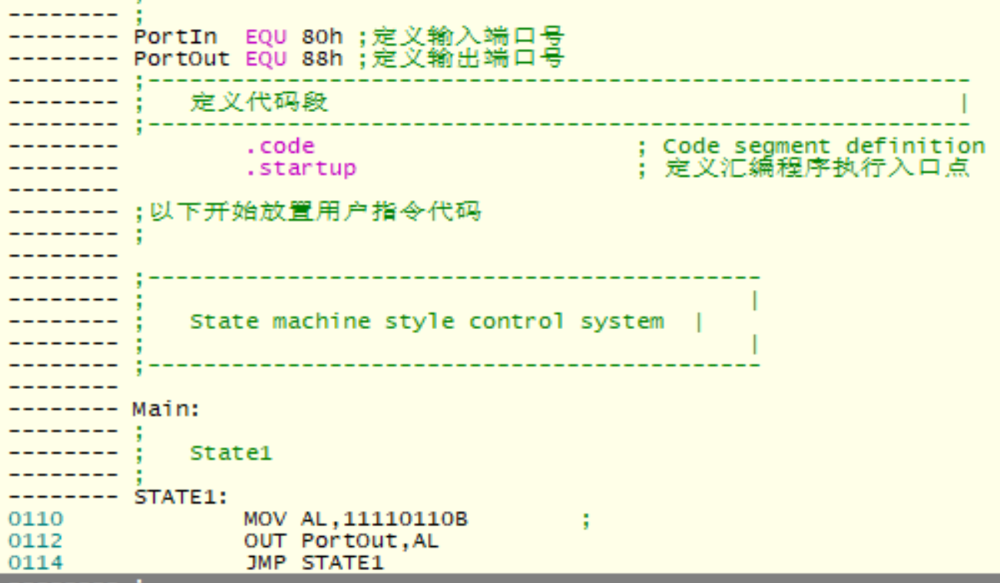 -------- ;
-------- PortIn  EQU 80h ;定义输入端口号
-------- PortOut EQU 88h ;定义输出端口号
-------- ;-----------------------------------------------------------
-------- ;   定义代码段                                              |
-------- ;-----------------------------------------------------------
--------         .code                       ; Code segment definition
--------         .startup                    ; 定义汇编程序执行入口点
--------
-------- ;以下开始放置用户指令代码
-------- ;
--------
-------- ;--------------------------------------------
-------- ;                                           |
-------- ;   State machine style control system  |
-------- ;                                           |
-------- ;--------------------------------------------
--------
-------- Main:
-------- ;
-------- ;   State1
-------- ;
-------- STATE1:
0110             MOV AL,11110110B        ;
0112             OUT PortOut,AL
0114             JMP STATE1